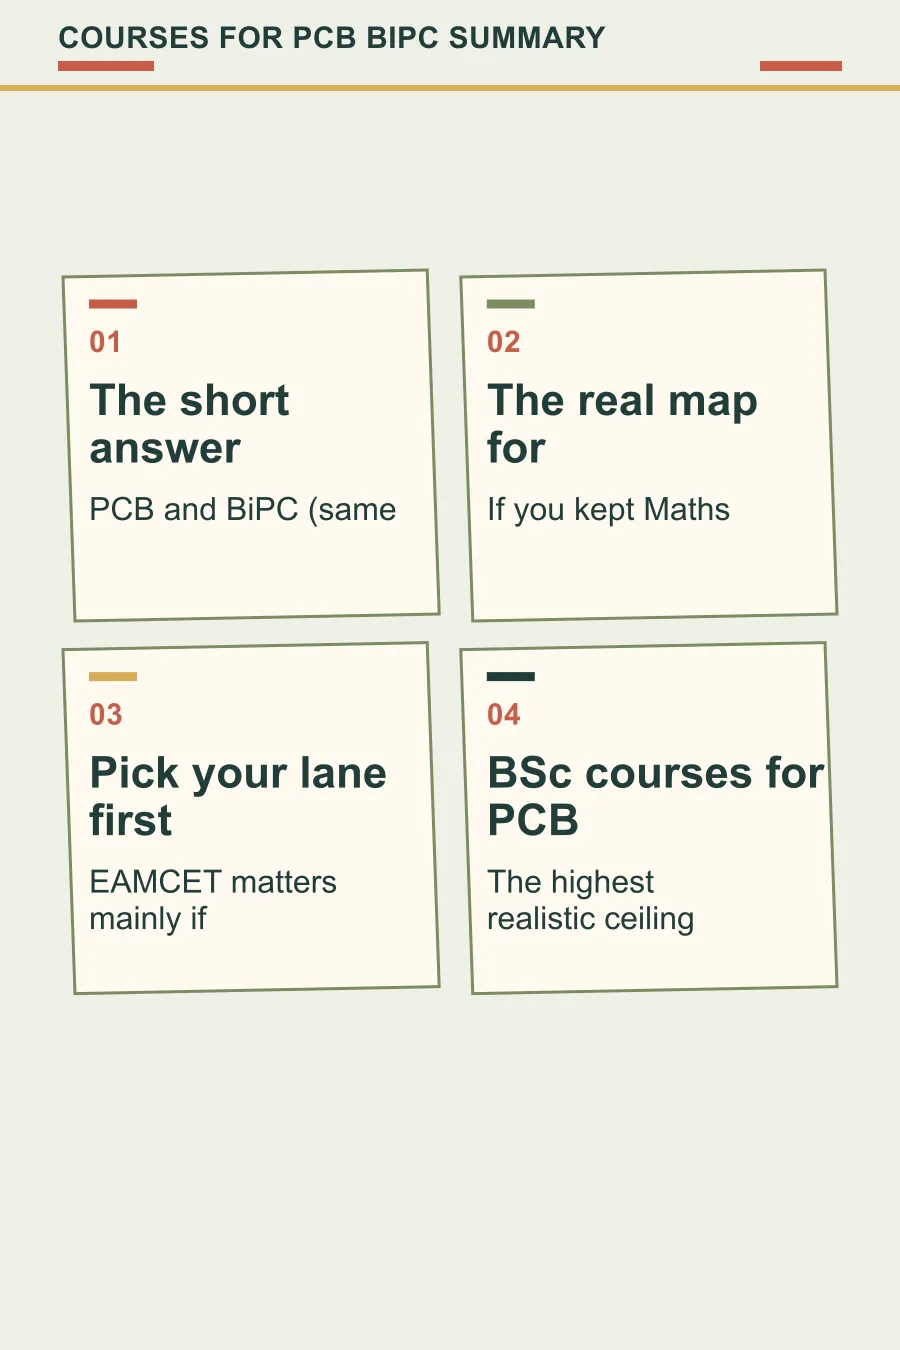 COURSES FOR PCB BIPC SUMMARY
01
The short
answer
PCB and BiPC (same
02
The real map
for
If you kept Maths
03
Pick your lane
first
EAMCET matters
mainly if
04
BSc courses for
PCB
The highest
realistic ceiling